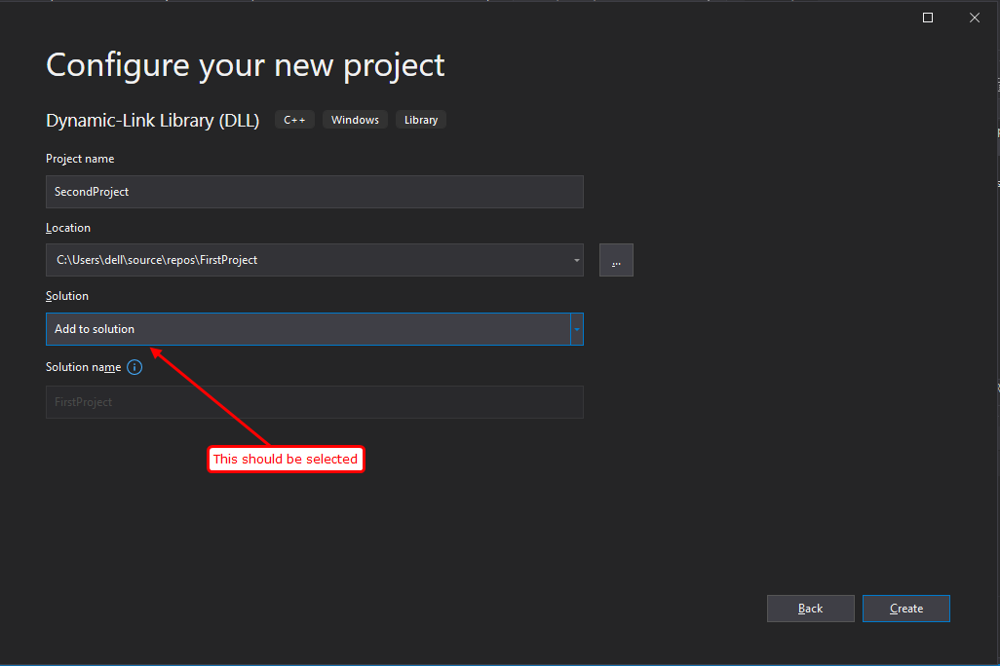 Configure your new project
Dynamic-Link Library (DLL) C++ Windows Library
Project name
SecondProject
Location
C:\Users\dell\source\repos\FirstProject
...
Solution
Add to solution
Solution name
FirstProject
This should be selected
Back Create